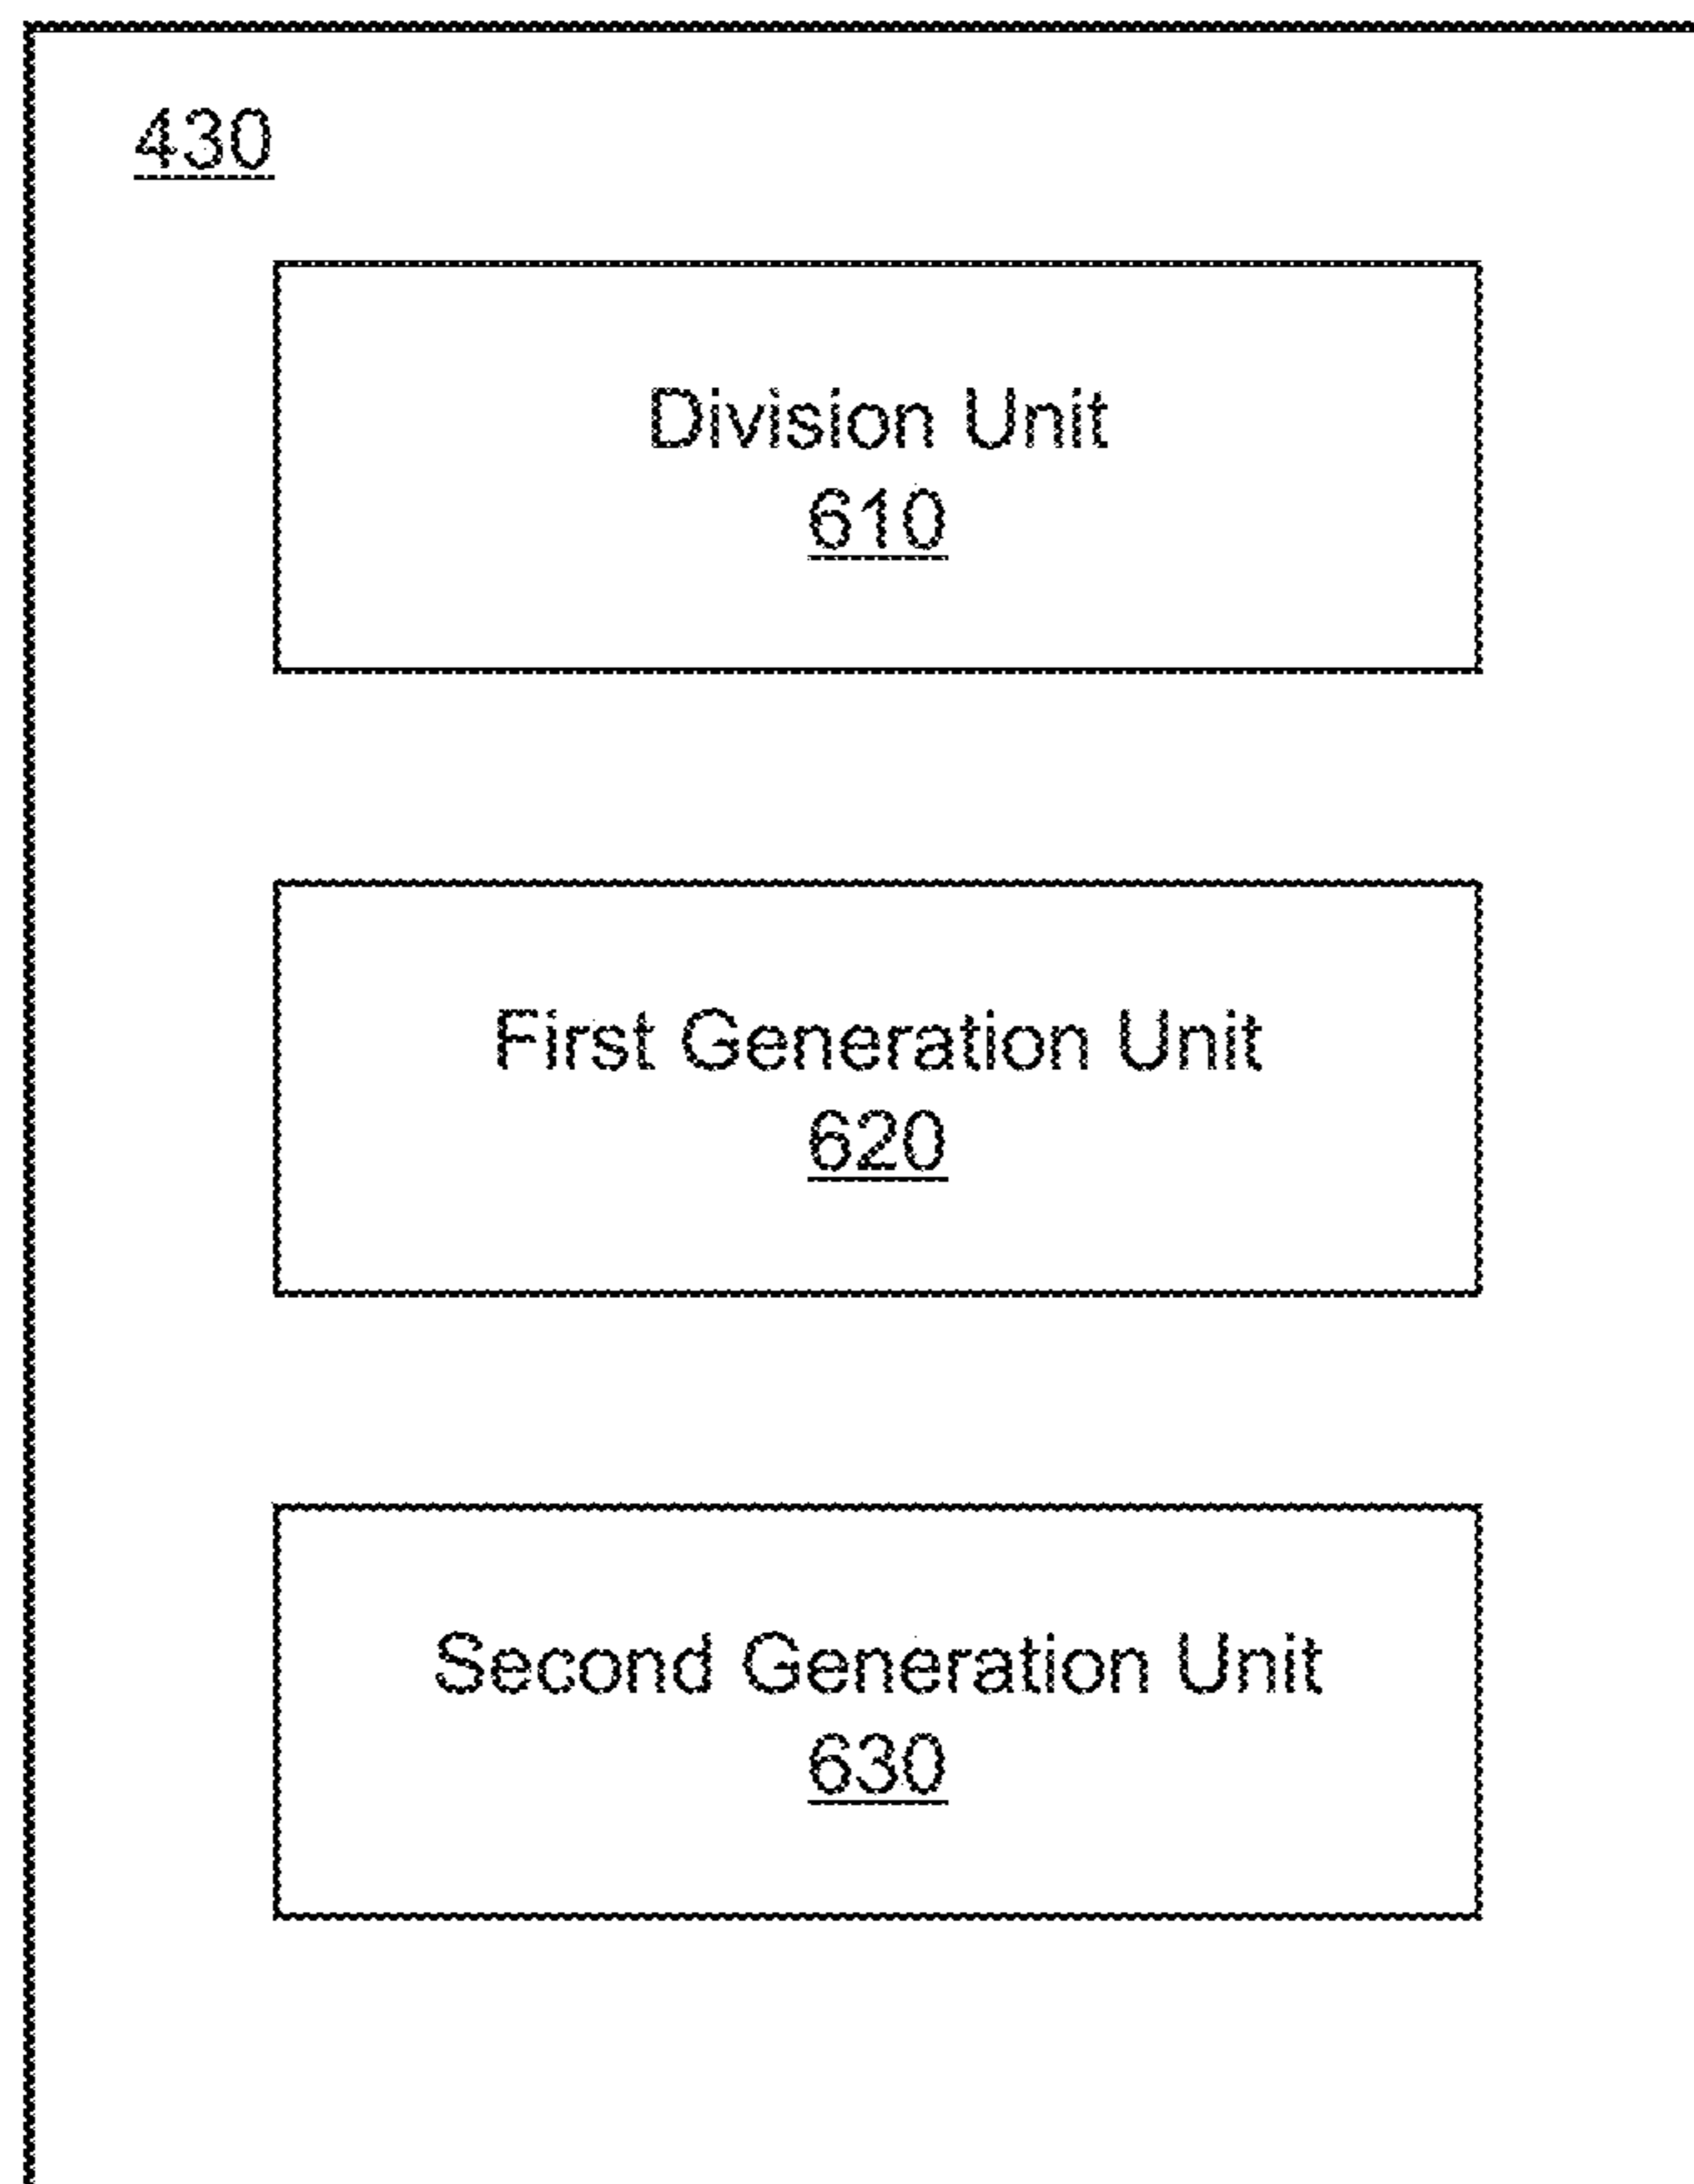 430
Division Unit
610
First Generation Unit
620
Second Generation Unit
630